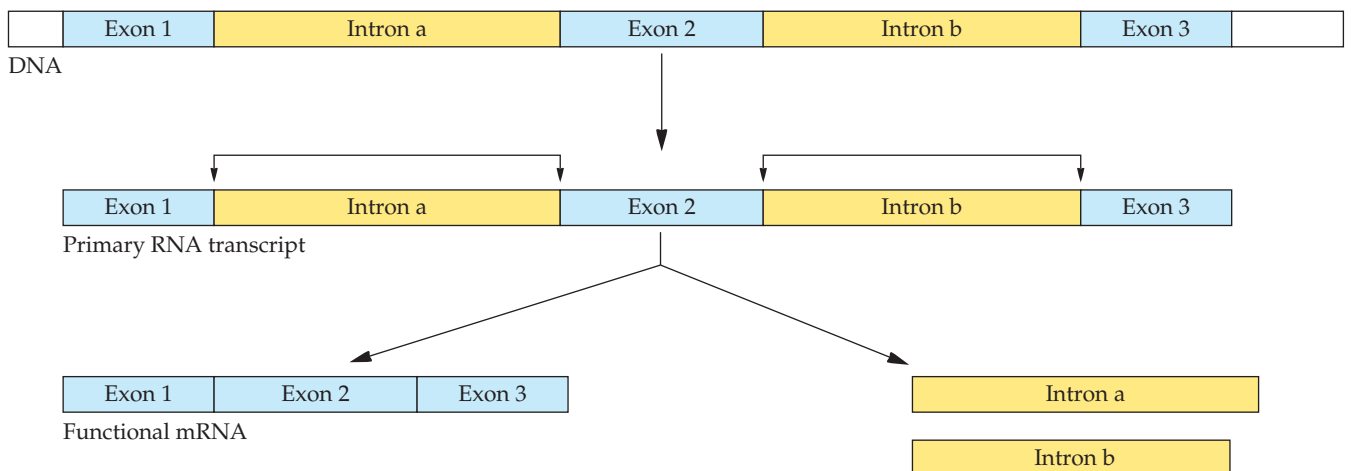 Exon 1 Intron a Exon 2 Intron b Exon 3
DNA
Exon 1 Intron a Exon 2 Intron b Exon 3
Primary RNA transcript
Exon 1 Exon 2 Exon 3 Intron a
Functional mRNA
Intron b